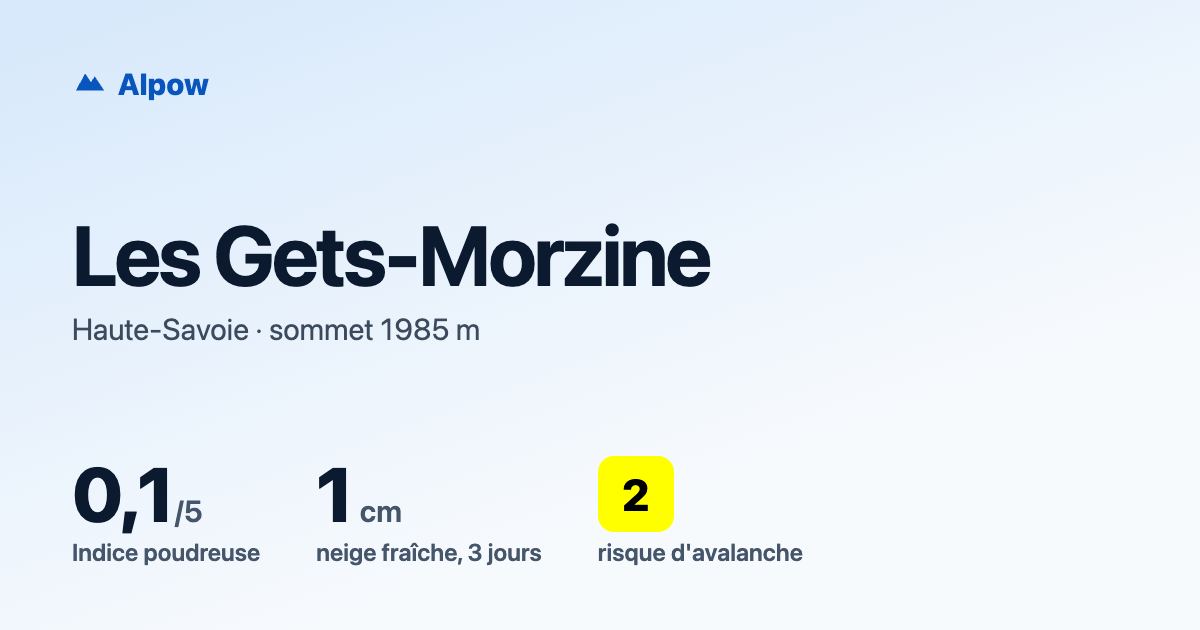 Alpow
Les Gets-Morzine
Haute-Savoie · sommet 1985 m
0,1/5
Indice poudreuse
1 cm
neige fraîche, 3 jours
2
risque d'avalanche